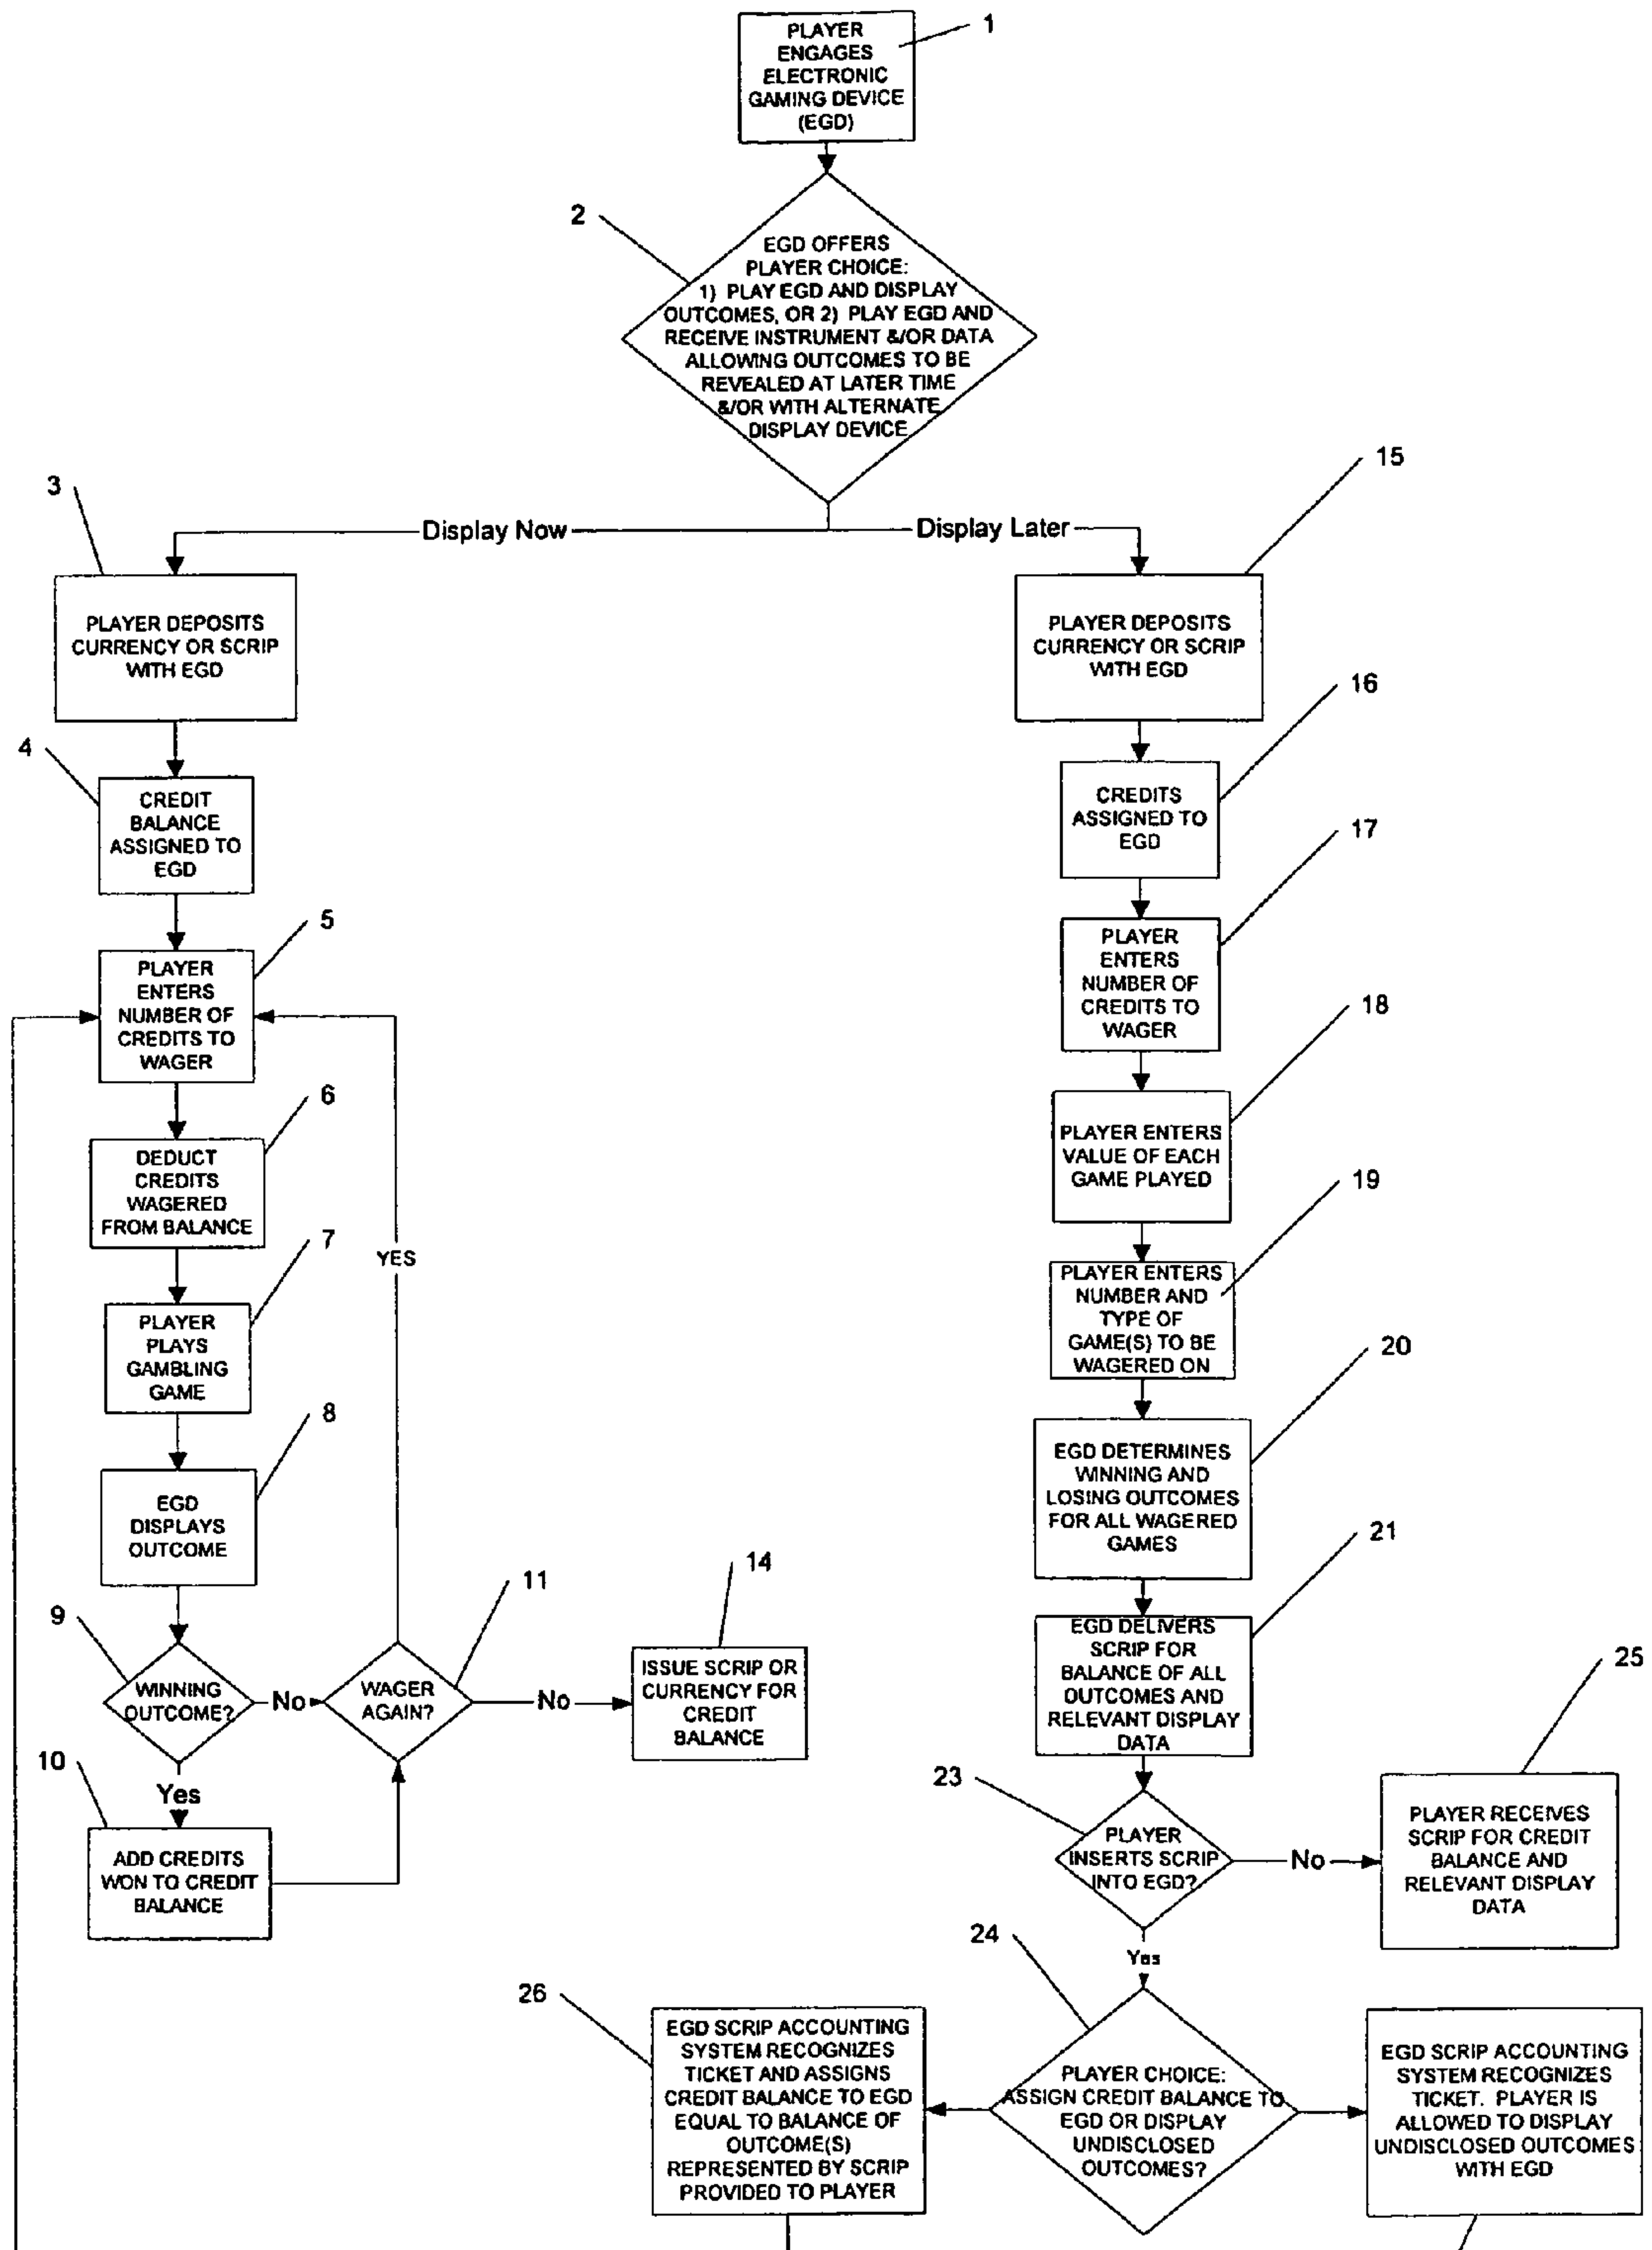 1
PLAYER
ENGAGES
ELECTRONIC
GAMING DEVICE
(EGD)
2
EGD OFFERS
PLAYER CHOICE:
1) PLAY EGD AND DISPLAY
OUTCOMES, OR 2) PLAY EGD AND
RECEIVE INSTRUMENT &/OR DATA
ALLOWING OUTCOMES TO BE
REVEALED AT LATER TIME
&/OR WITH ALTERNATE
DISPLAY DEVICE
Display Now
Display Later
3
PLAYER DEPOSITS
CURRENCY OR SCRIP
WITH EGD
4
CREDIT
BALANCE
ASSIGNED TO
EGD
5
PLAYER
ENTERS
NUMBER OF
CREDITS TO
WAGER
6
DEDUCT
CREDITS
WAGERED
FROM BALANCE
7
PLAYER
PLAYS
GAMBLING
GAME
YES
8
EGD
DISPLAYS
OUTCOME
9
WINNING
OUTCOME?
No
11
WAGER
AGAIN?
No
14
ISSUE SCRIP OR
CURRENCY FOR
CREDIT
BALANCE
Yes
10
ADD CREDITS
WON TO CREDIT
BALANCE
15
PLAYER DEPOSITS
CURRENCY OR SCRIP
WITH EGD
16
CREDITS
ASSIGNED TO
EGD
17
PLAYER
ENTERS
NUMBER OF
CREDITS TO
WAGER
18
PLAYER ENTERS
VALUE OF EACH
GAME PLAYED
19
PLAYER ENTERS
NUMBER AND
TYPE OF
GAME(S) TO BE
WAGERED ON
20
EGD DETERMINES
WINNING AND
LOSING OUTCOMES
FOR ALL WAGERED
GAMES
21
EGD DELIVERS
SCRIP FOR
BALANCE OF ALL
OUTCOMES AND
RELEVANT DISPLAY
DATA
23
PLAYER
INSERTS SCRIP
INTO EGD?
No
25
PLAYER RECEIVES
SCRIP FOR CREDIT
BALANCE AND
RELEVANT DISPLAY
DATA
Yes
24
PLAYER CHOICE:
ASSIGN CREDIT BALANCE TO
EGD OR DISPLAY
UNDISCLOSED
OUTCOMES?
26
EGD SCRIP ACCOUNTING
SYSTEM RECOGNIZES
TICKET AND ASSIGNS
CREDIT BALANCE TO EGD
EQUAL TO BALANCE OF
OUTCOME(S)
REPRESENTED BY SCRIP
PROVIDED TO PLAYER
EGD SCRIP ACCOUNTING
SYSTEM RECOGNIZES
TICKET. PLAYER IS
ALLOWED TO DISPLAY
UNDISCLOSED OUTCOMES
WITH EGD